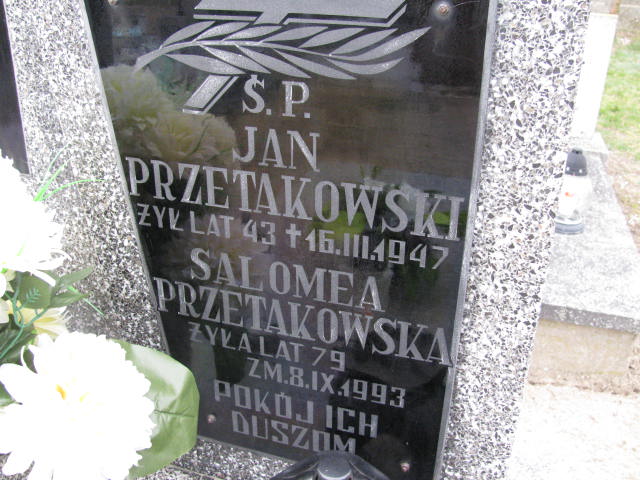 Ś.P.
JAN
PRZETAKOWSKI
ŻYŁ LAT 43 ✝ 16.III.1947
SALOMEA
PRZETAKOWSKA
ŻYŁA LAT 79
ZM. 8.IX.1993
POKÓJ ICH
DUSZOM